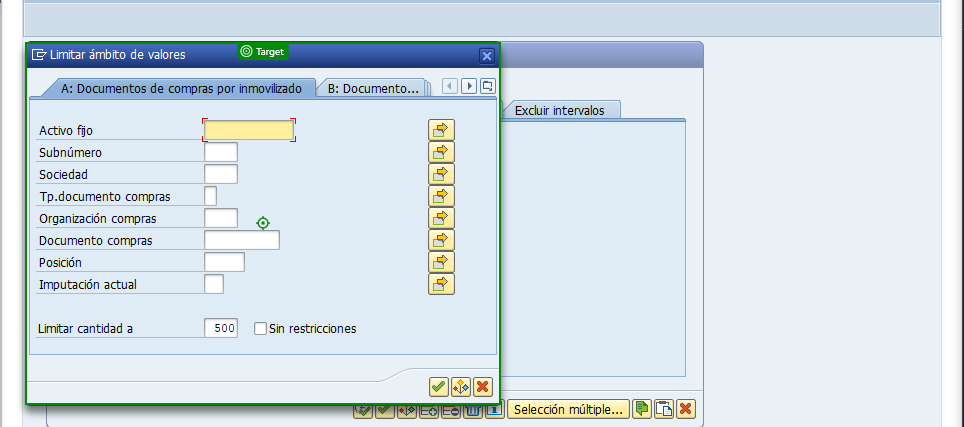 Limitar ámbito de valores
Target
A: Documentos de compras por inmovilizado
B: Documento...
Excluir intervalos
Activo fijo
Subnúmero
Sociedad
Tp.documento compras
Organización compras
Documento compras
Posición
Imputación actual
Limitar cantidad a 500 Sin restricciones
Selección múltiple...